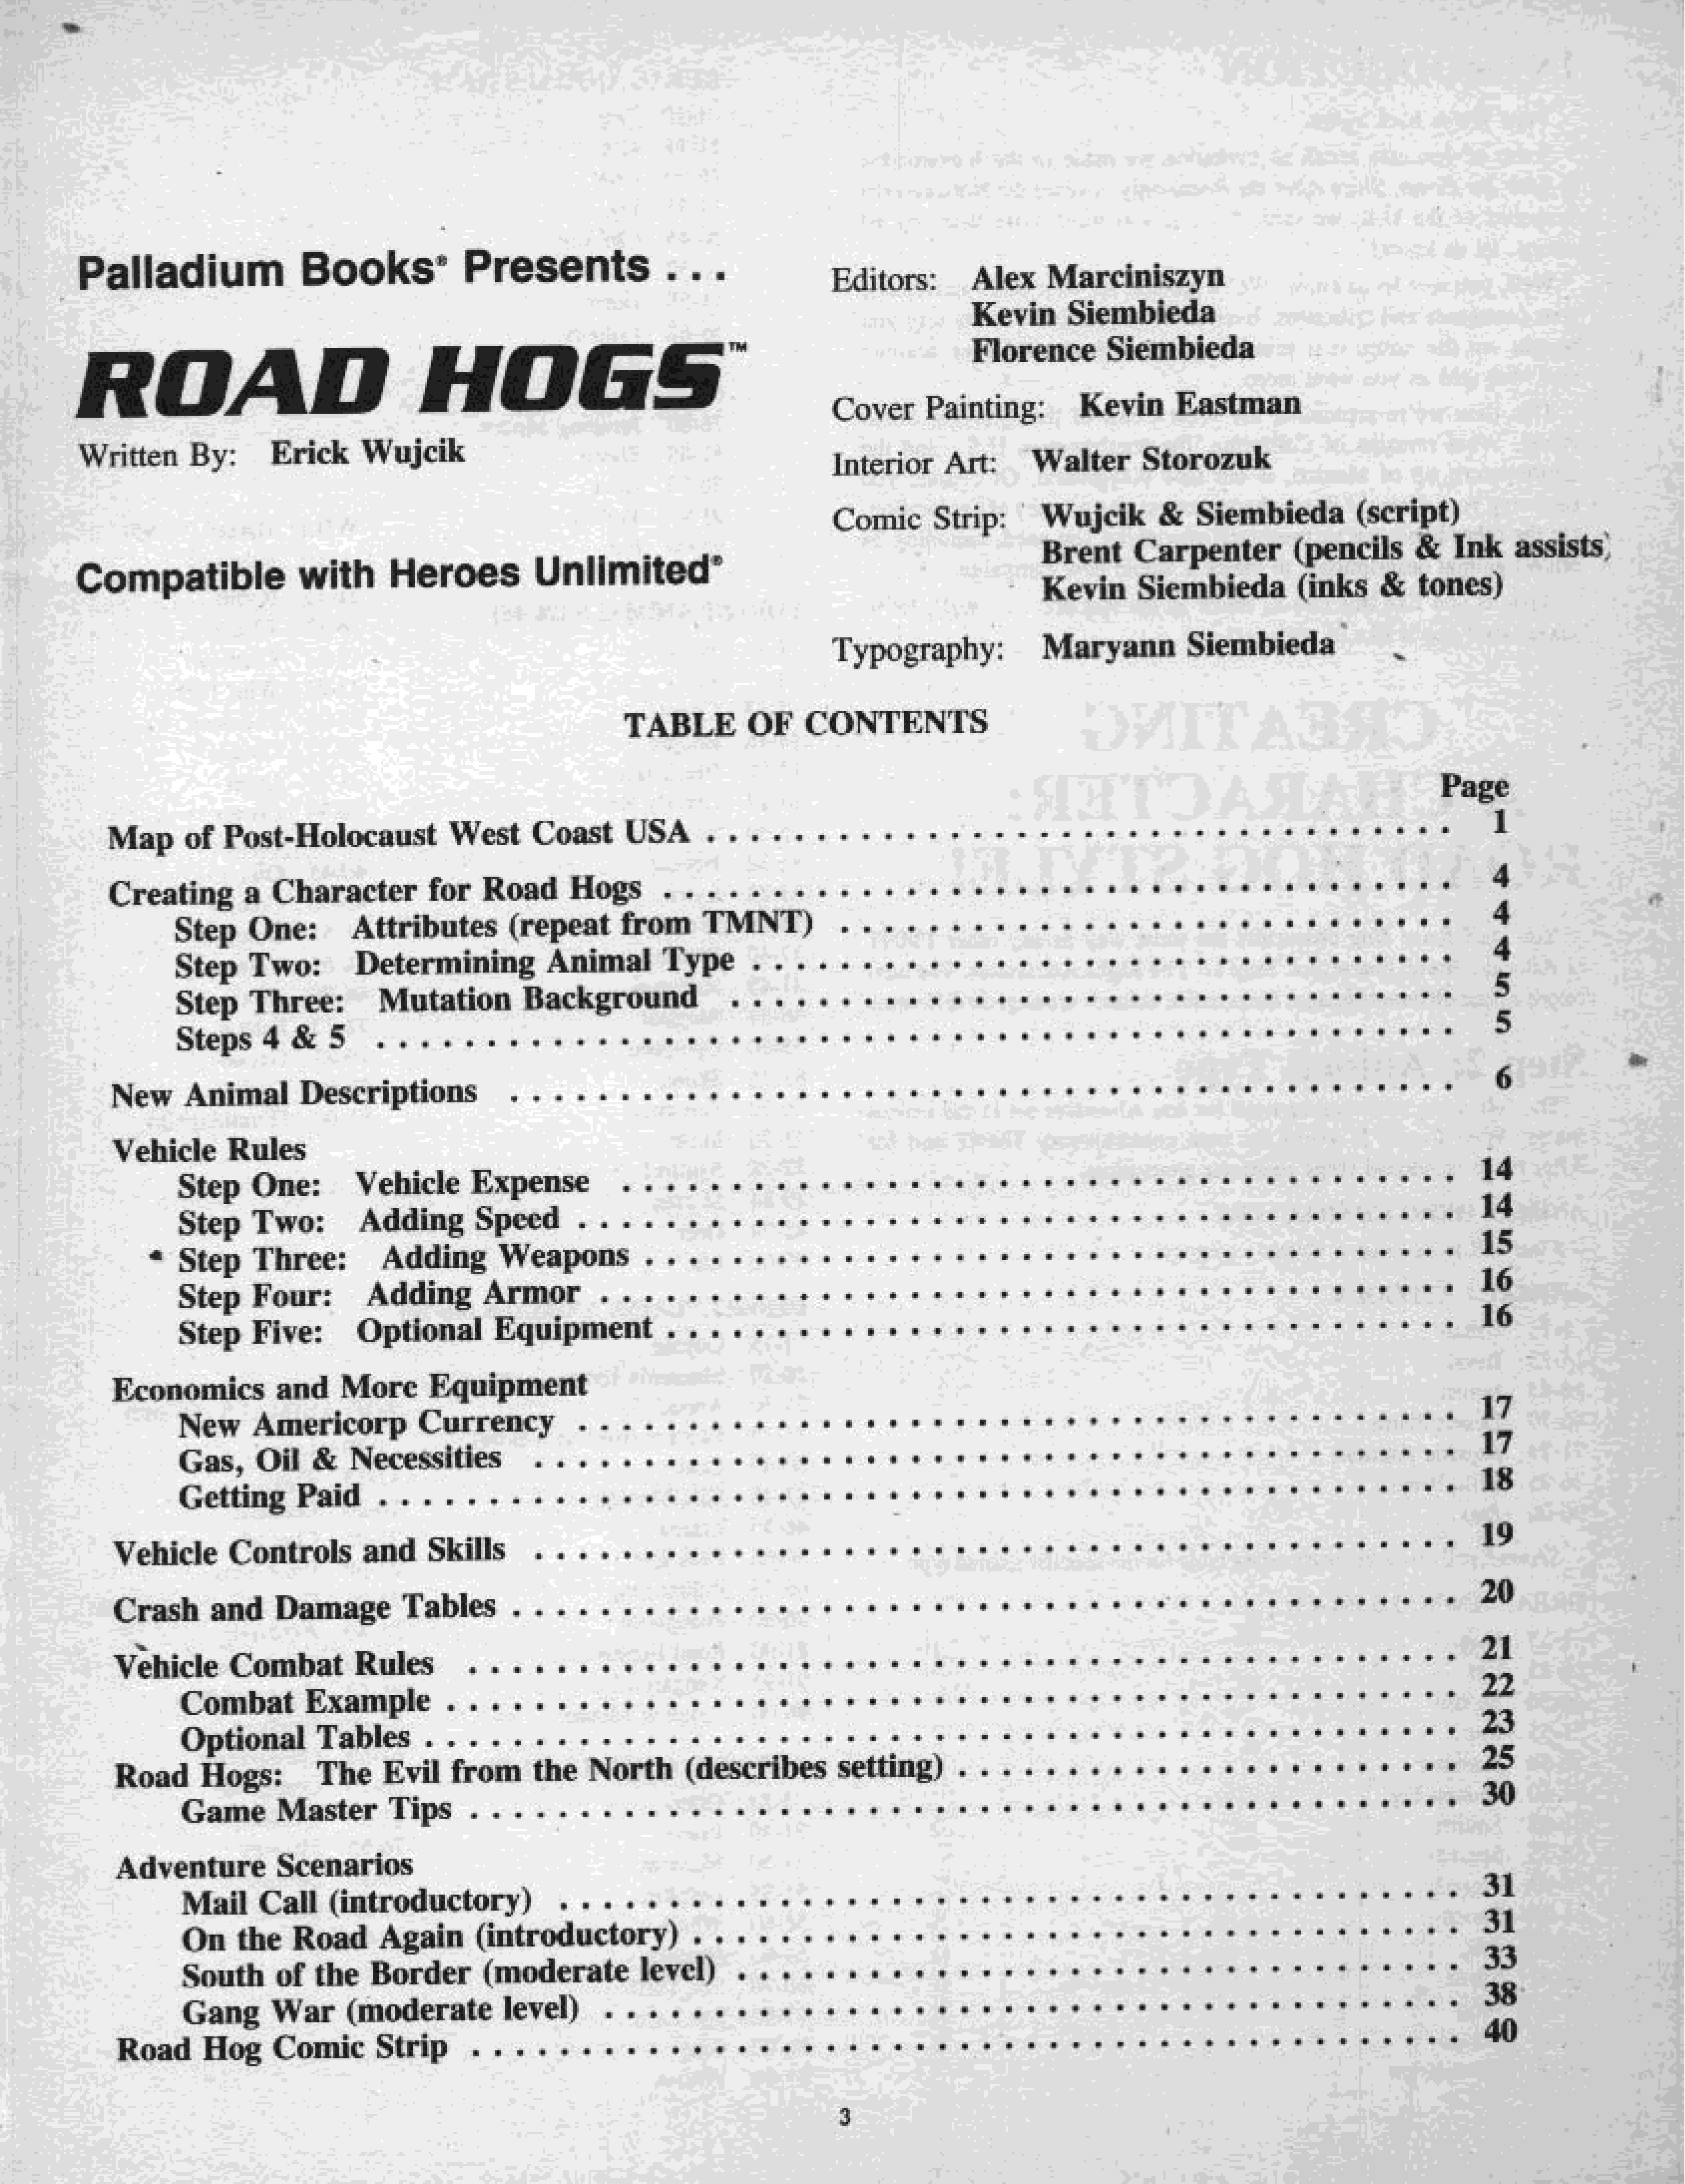 Palladium Books® Presents . . .
ROAD HOGS™
Written By: Erick Wujcik
Compatible with Heroes Unlimited®
Editors: Alex Marciniszyn
Kevin Siembieda
Florence Siembieda
Cover Painting: Kevin Eastman
Interior Art: Walter Storozuk
Comic Strip: Wujcik & Siembieda (script)
Brent Carpenter (pencils & Ink assists)
Kevin Siembieda (inks & tones)
Typography: Maryann Siembieda
TABLE OF CONTENTS
Page
Map of Post-Holocaust West Coast USA . . . . . 1
Creating a Character for Road Hogs . . . . . 4
Step One: Attributes (repeat from TMNT) . . . . . 4
Step Two: Determining Animal Type . . . . . 4
Step Three: Mutation Background . . . . . 5
Steps 4 & 5 . . . . . 5
New Animal Descriptions . . . . . 6
Vehicle Rules
Step One: Vehicle Expense . . . . . 14
Step Two: Adding Speed . . . . . 14
Step Three: Adding Weapons . . . . . 15
Step Four: Adding Armor . . . . . 16
Step Five: Optional Equipment . . . . . 16
Economics and More Equipment
New Americorp Currency . . . . . 17
Gas, Oil & Necessities . . . . . 17
Getting Paid . . . . . 18
Vehicle Controls and Skills . . . . . 19
Crash and Damage Tables . . . . . 20
Vehicle Combat Rules . . . . . 21
Combat Example . . . . . 22
Optional Tables . . . . . 23
Road Hogs: The Evil from the North (describes setting) . . . . . 25
Game Master Tips . . . . . 30
Adventure Scenarios
Mail Call (introductory) . . . . . 31
On the Road Again (introductory) . . . . . 31
South of the Border (moderate level) . . . . . 33
Gang War (moderate level) . . . . . 38
Road Hog Comic Strip . . . . . 40
3